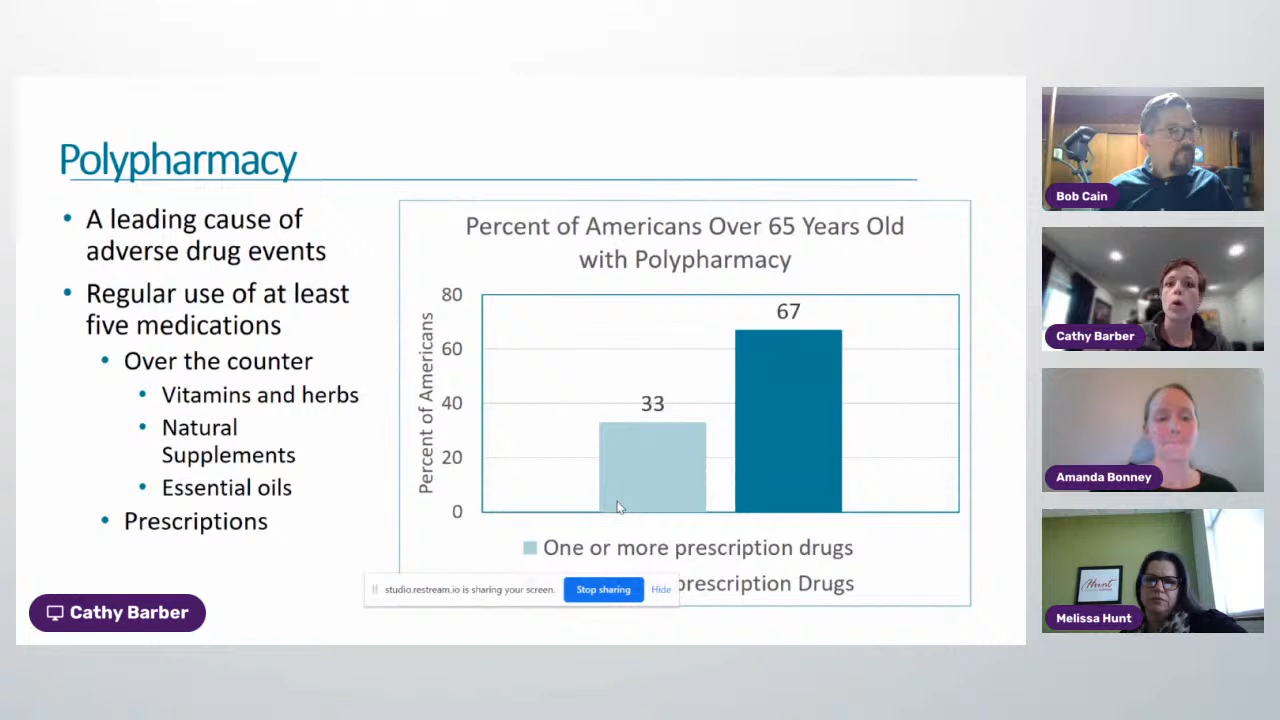 Polypharmacy
• A leading cause of
adverse drug events
• Regular use of at least
five medications
• Over the counter
• Vitamins and herbs
• Natural
Supplements
• Essential oils
• Prescriptions
Percent of Americans Over 65 Years Old
with Polypharmacy
Percent of Americans
80
60
40
20
0
33
67
One or more prescription drugs
prescription Drugs
studio.restream.io is sharing your screen.
Stop sharing
Hide
Cathy Barber
Bob Cain
Cathy Barber
Amanda Bonney
Hunt
Melissa Hunt